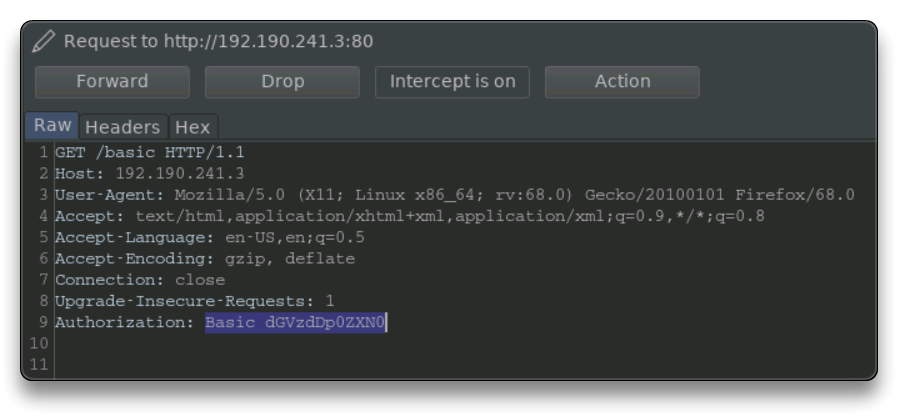 Request to http://192.190.241.3:80
Forward Drop Intercept is on Action
Raw Headers Hex
1 GET /basic HTTP/1.1
2 Host: 192.190.241.3
3 User-Agent: Mozilla/5.0 (X11; Linux x86_64; rv:68.0) Gecko/20100101 Firefox/68.0
4 Accept: text/html,application/xhtml+xml,application/xml;q=0.9,*/*;q=0.8
5 Accept-Language: en-US,en;q=0.5
6 Accept-Encoding: gzip, deflate
7 Connection: close
8 Upgrade-Insecure-Requests: 1
9 Authorization: Basic dGVzdDp0ZXN0
10
11